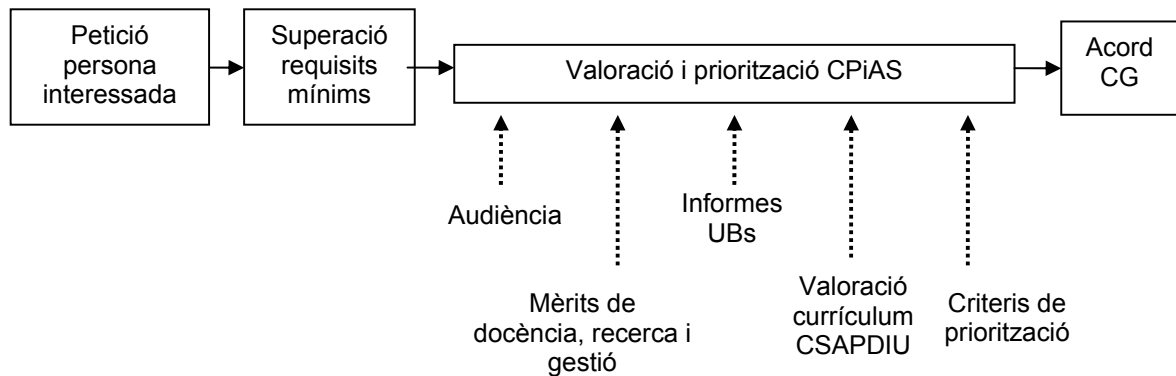 Petició
persona
interessada
Superació
requisits
mínims
Valoració i priorització CPiAS
Acord
CG
Audiència
Mèrits de
docència, recerca i
gestió
Informes
UBs
Valoració
currículum
CSAPDIU
Criteris de
priorització